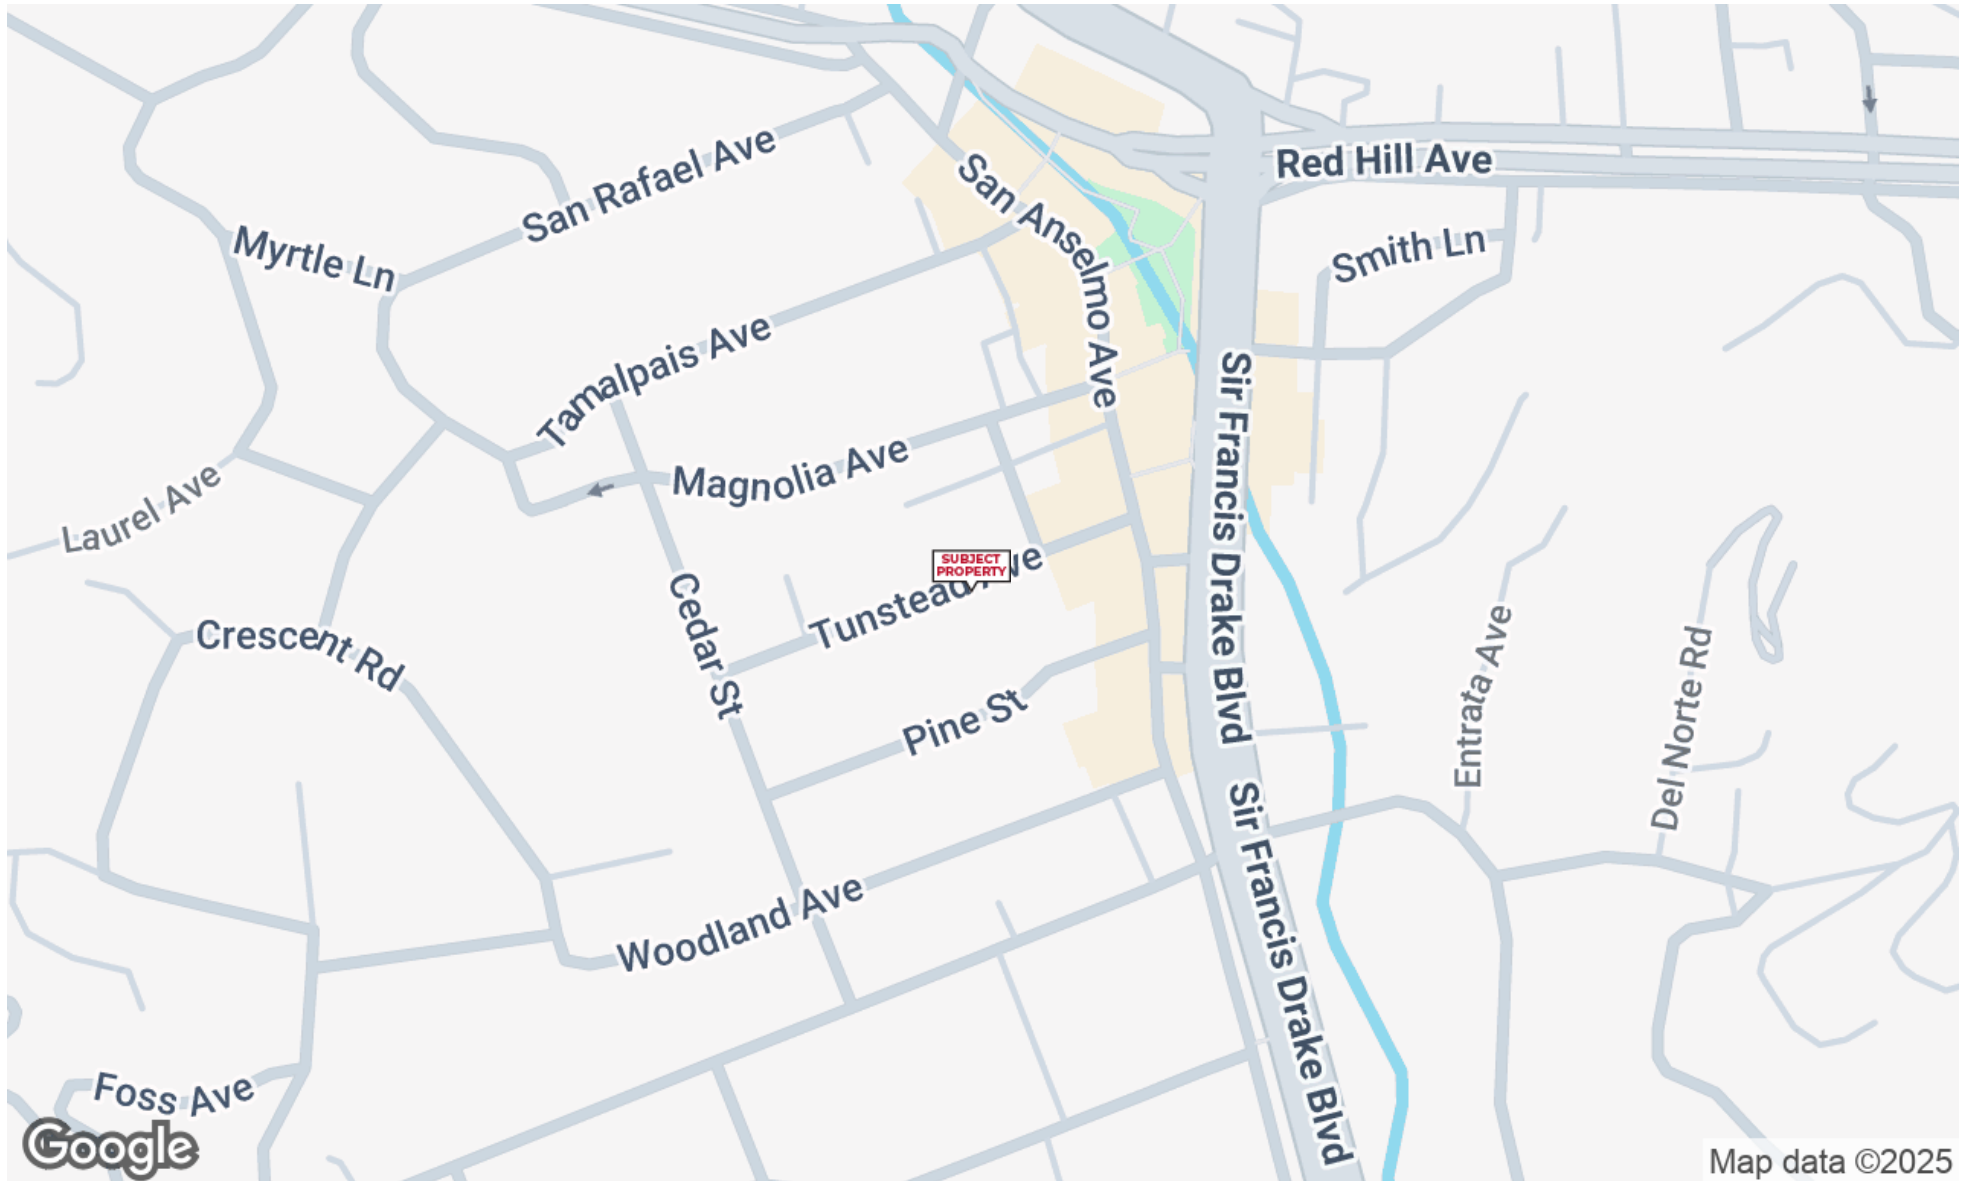 Red Hill Ave
San Rafael Ave
San Anselmo Ave
Myrtle Ln
Smith Ln
Tamalpais Ave
Sir Francis Drake Blvd
Magnolia Ave
Laurel Ave
SUBJECT
PROPERTY
Tunstead Ave
Cedar St
Crescent Rd
Entrata Ave
Del Norte Rd
Pine St
Sir Francis Drake Blvd
Woodland Ave
Foss Ave
Google
Map data ©2025